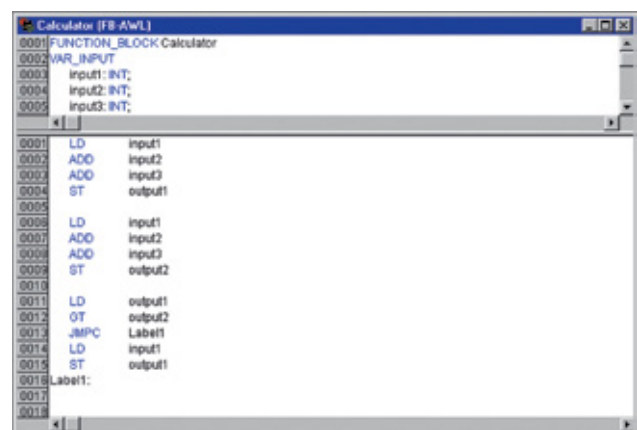 Calculator (FB-AWL)
0001 FUNCTION_BLOCK Calculator
0002 VAR_INPUT
0003 input1: INT;
0004 input2: INT;
0005 input3: INT;
0001 LD input1
0002 ADD input2
0003 ADD input3
0004 ST output1
0005
0006 LD input1
0007 ADD input2
0008 ADD input3
0009 ST output2
0010
0011 LD output1
0012 GT output2
0013 JMPC Label1
0014 LD input1
0015 ST output1
0016 Label1:
0017
0018